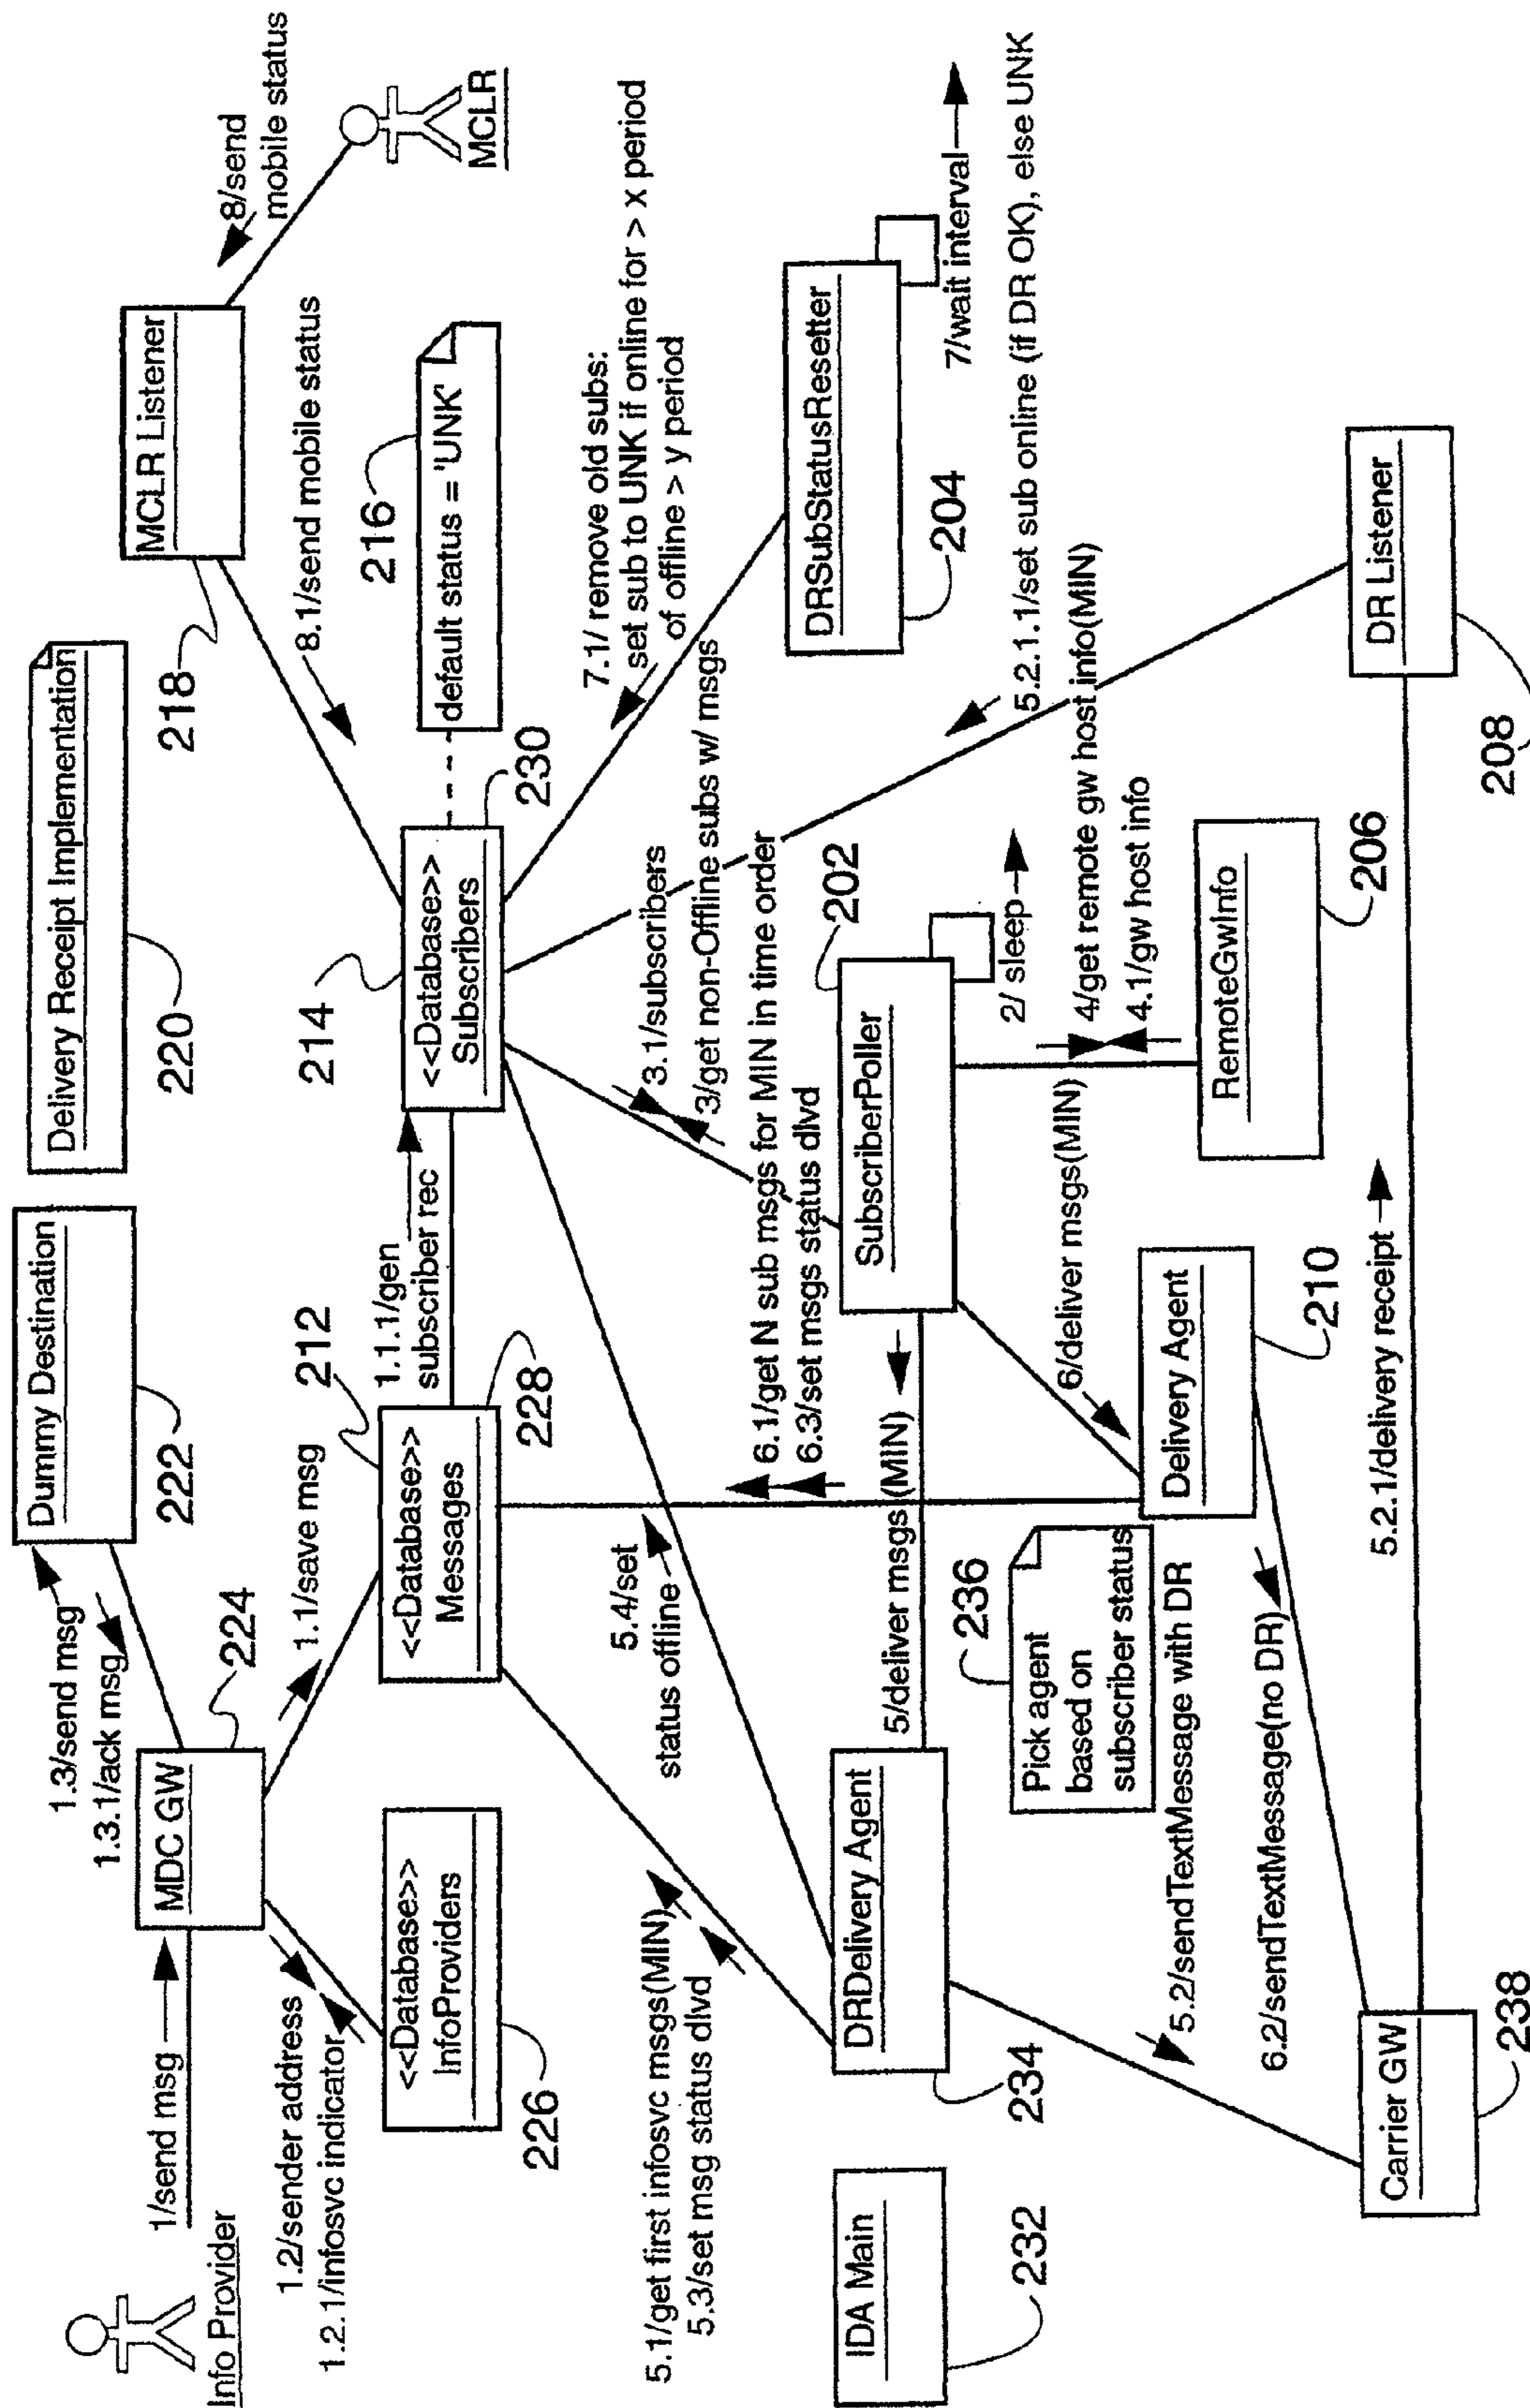 Info Provider
1/send msg
1.2/sender address
1.2.1/infosvc indicator
MDC GW
224
1.3/send msg
1.3.1/ack msg
Dummy Destination
222
Delivery Receipt Implementation
220
1.1/save msg
<<Database>>
InfoProviders
226
<<Database>>
Messages
212
228
1.1.1/gen
subscriber rec
<<Database>>
Subscribers
214
230
MCLR Listener
218
8/send
mobile status
MCLR
8.1/send mobile status
default status = 'UNK'
216
7.1/ remove old subs:
set sub to UNK if online for > x period
of offline > y period
DRSubStatusResetter
204
7/wait interval
3.1/subscribers
3/get non-Offline subs w/ msgs
5.1/get first infosvc msgs(MIN)
5.3/set msg status dlvd
5.4/set
status offline
6.1/get N sub msgs for MIN in time order
6.3/set msgs status dlvd
IDA Main
232
DRDelivery Agent
234
5/deliver msgs (MIN)
SubscriberPoller
202
2/ sleep
4/get remote gw host info(MIN)
4.1/gw host info
5.2.1.1/set sub online (if DR OK), else UNK
Pick agent
based on
subscriber status
236
6/deliver msgs(MIN)
Delivery Agent
210
RemoteGwInfo
206
5.2/sendTextMessage with DR
6.2/sendTextMessage(no DR)
Carrier GW
238
5.2.1/delivery receipt
DR Listener
208